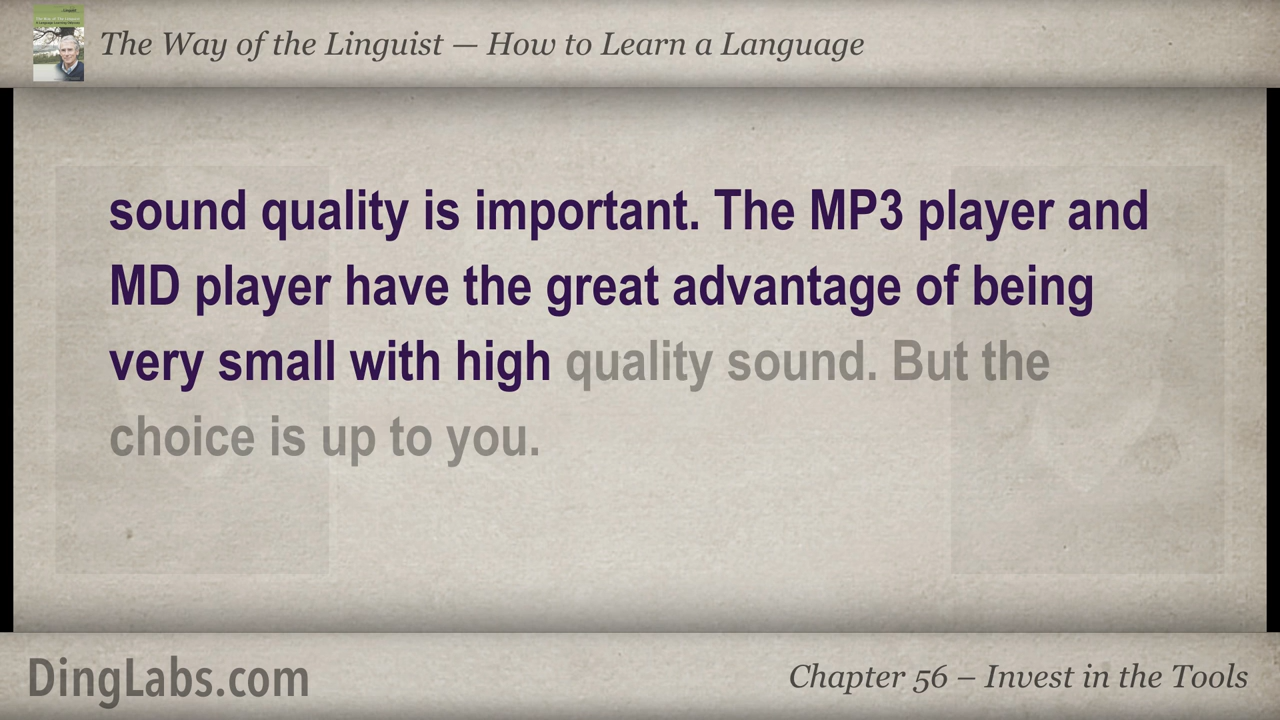 The Way of the Linguist — How to Learn a Language
sound quality is important. The MP3 player and
MD player have the great advantage of being
very small with high quality sound. But the
choice is up to you.
DingLabs.com
Chapter 56 – Invest in the Tools